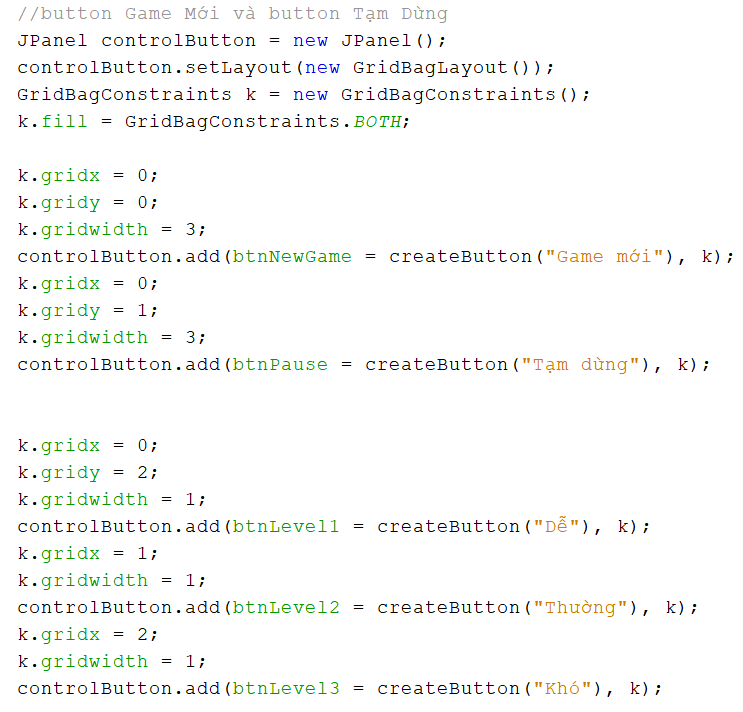 //button Game Mới và button Tạm Dừng
JPanel controlButton = new JPanel();
controlButton.setLayout(new GridBagLayout());
GridBagConstraints k = new GridBagConstraints();
k.fill = GridBagConstraints.BOTH;
k.gridx = 0;
k.gridy = 0;
k.gridwidth = 3;
controlButton.add(btnNewGame = createButton("Game mới"), k);
k.gridx = 0;
k.gridy = 1;
k.gridwidth = 3;
controlButton.add(btnPause = createButton("Tạm dừng"), k);
k.gridx = 0;
k.gridy = 2;
k.gridwidth = 1;
controlButton.add(btnLevel1 = createButton("Dễ"), k);
k.gridx = 1;
k.gridwidth = 1;
controlButton.add(btnLevel2 = createButton("Thường"), k);
k.gridx = 2;
k.gridwidth = 1;
controlButton.add(btnLevel3 = createButton("Khó"), k);